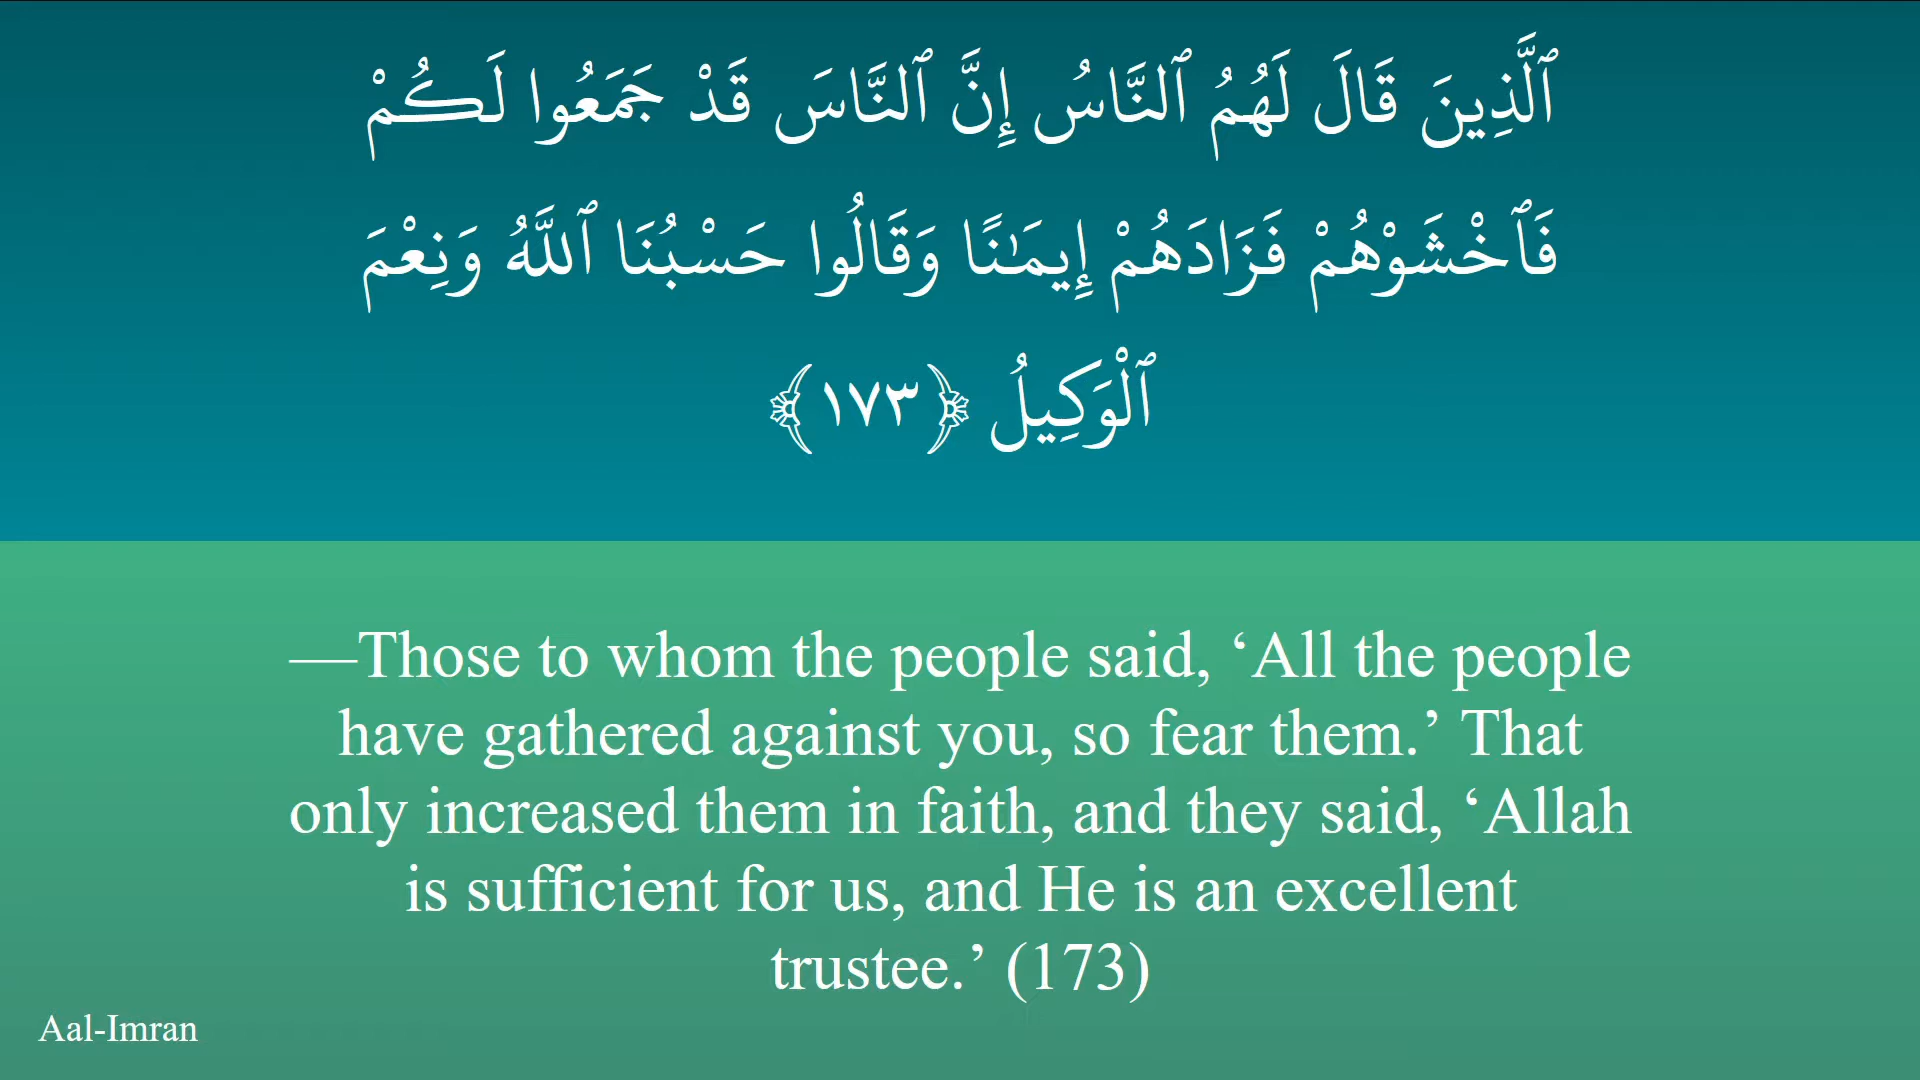 ٱلَّذِينَ قَالَ لَهُمُ ٱلنَّاسُ إِنَّ ٱلنَّاسَ قَدْ جَمَعُوا لَكُمْ
فَٱخْشَوْهُمْ فَزَادَهُمْ إِيمَـٰنًا وَقَالُوا حَسْبُنَا ٱللَّهُ وَنِعْمَ
ٱلْوَكِيلُ ﴿١٧٣﴾
—Those to whom the people said, ‘All the people
have gathered against you, so fear them.’ That
only increased them in faith, and they said, ‘Allah
is sufficient for us, and He is an excellent
trustee.’ (173)
Aal-Imran